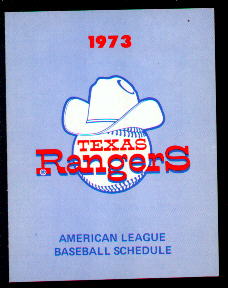 1973
TEXAS
RangerS
AMERICAN LEAGUE
BASEBALL SCHEDULE